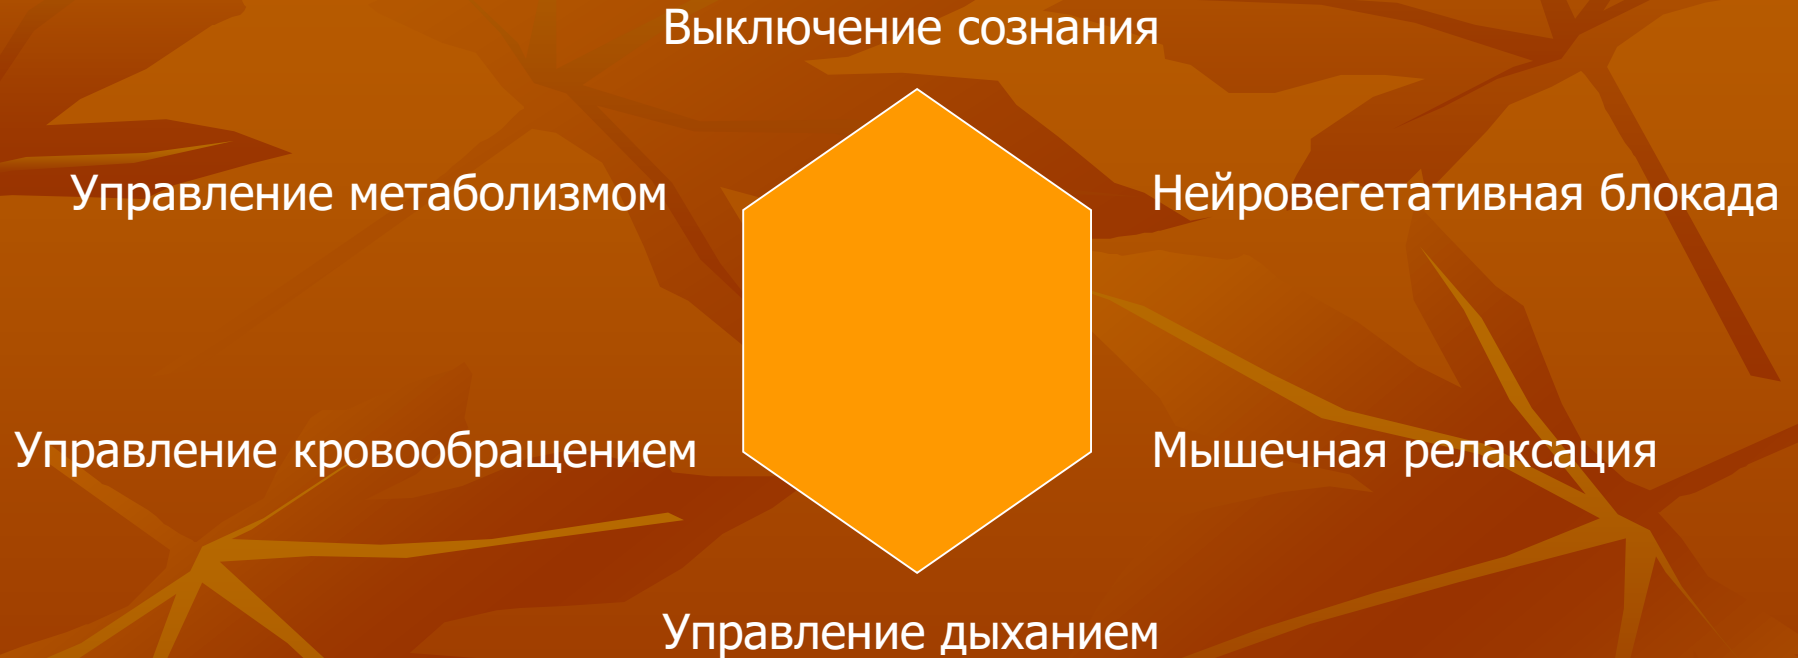 Выключение сознания
Управление метаболизмом
Нейровегетативная блокада
Управление кровообращением
Мышечная релаксация
Управление дыханием